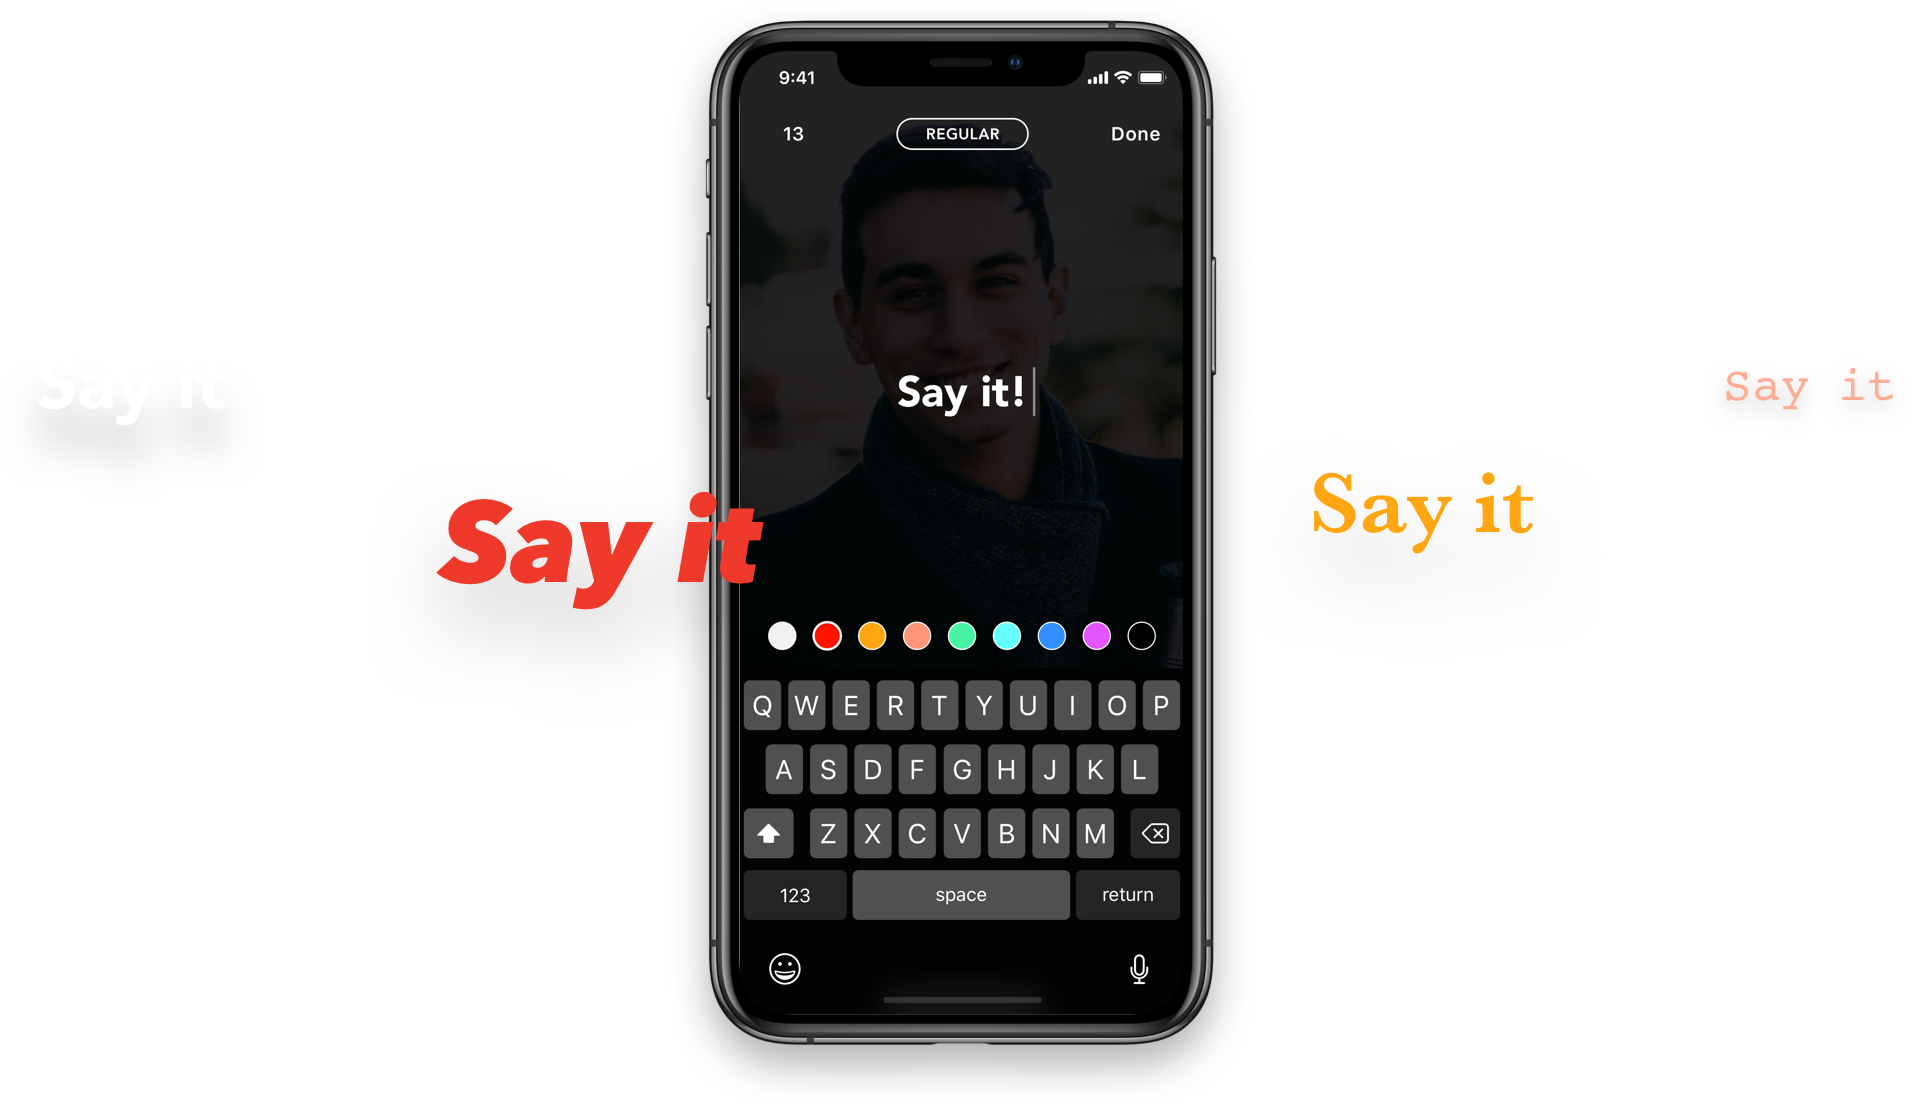 9:41
13 REGULAR Done
Say it!
Say it
Say it
Say it
Say it
Q W E R T Y U I O P
A S D F G H J K L
Z X C V B N M
123 space return